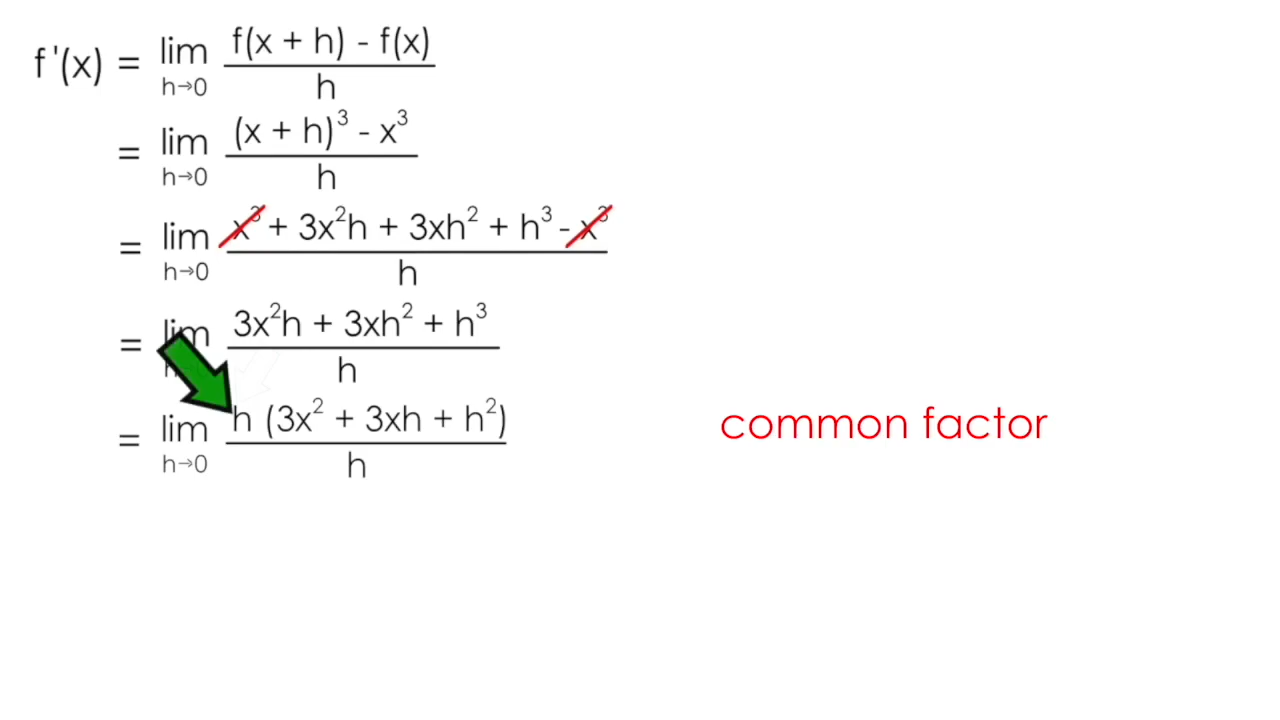 f'(x) = lim h→0 f(x + h) - f(x) / h
= lim h→0 (x + h)³ - x³ / h
= lim h→0 x³ + 3x²h + 3xh² + h³ - x³ / h
= lim 3x²h + 3xh² + h³ / h
= lim h→0 h (3x² + 3xh + h²) / h
common factor